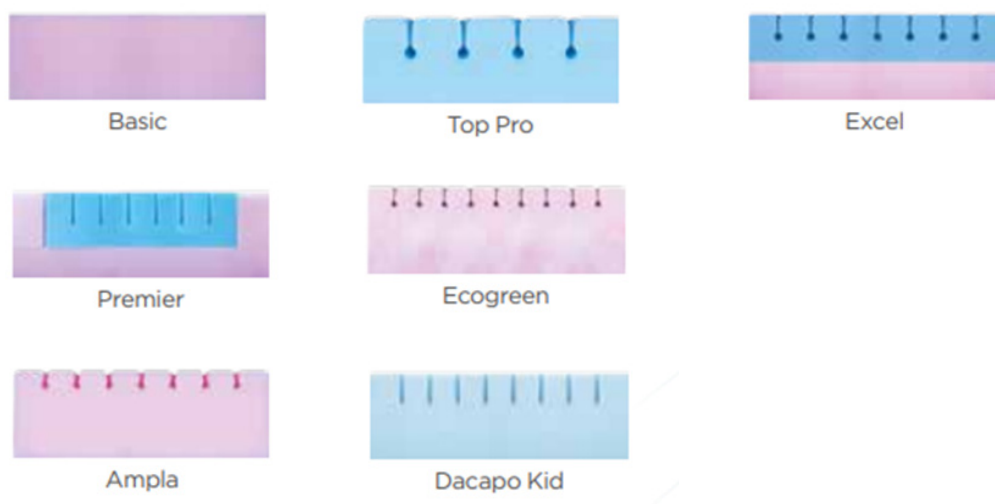 Basic
Top Pro
Excel
Premier
Ecogreen
Ampla
Dacapo Kid